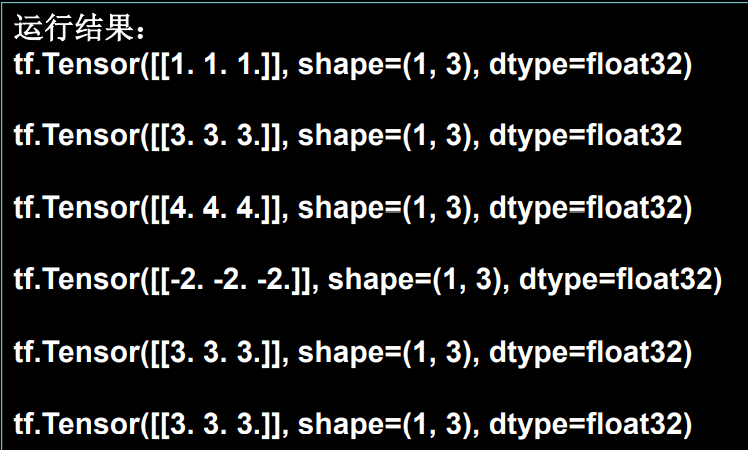 运行结果：
tf.Tensor([[1. 1. 1.]], shape=(1, 3), dtype=float32)
tf.Tensor([[3. 3. 3.]], shape=(1, 3), dtype=float32
tf.Tensor([[4. 4. 4.]], shape=(1, 3), dtype=float32)
tf.Tensor([[-2. -2. -2.]], shape=(1, 3), dtype=float32)
tf.Tensor([[3. 3. 3.]], shape=(1, 3), dtype=float32)
tf.Tensor([[3. 3. 3.]], shape=(1, 3), dtype=float32)